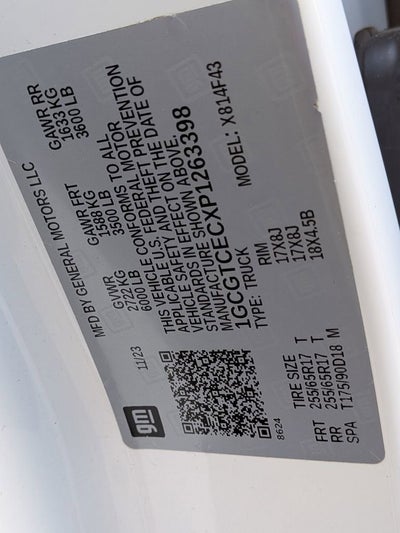 gm
11/23
MFD BY GENERAL MOTORS LLC
GVWR GAWR FRT GAWR RR
2722 KG 1588 KG 1633 KG
6000 LB 3500 LB 3600 LB
THIS VEHICLE CONFORMS TO ALL
APPLICABLE U.S. FEDERAL MOTOR
VEHICLE SAFETY AND THEFT PREVENTION
STANDARDS IN EFFECT ON THE DATE OF
MANUFACTURE SHOWN ABOVE.
1GCGTCECXP1263398
TYPE: TRUCK MODEL: X814F43
8624
TIRE SIZE RIM
FRT 255/65R17 T 17X8J
RR 255/65R17 T 17X8J
SPA T175/90D18 M 18X4.5B